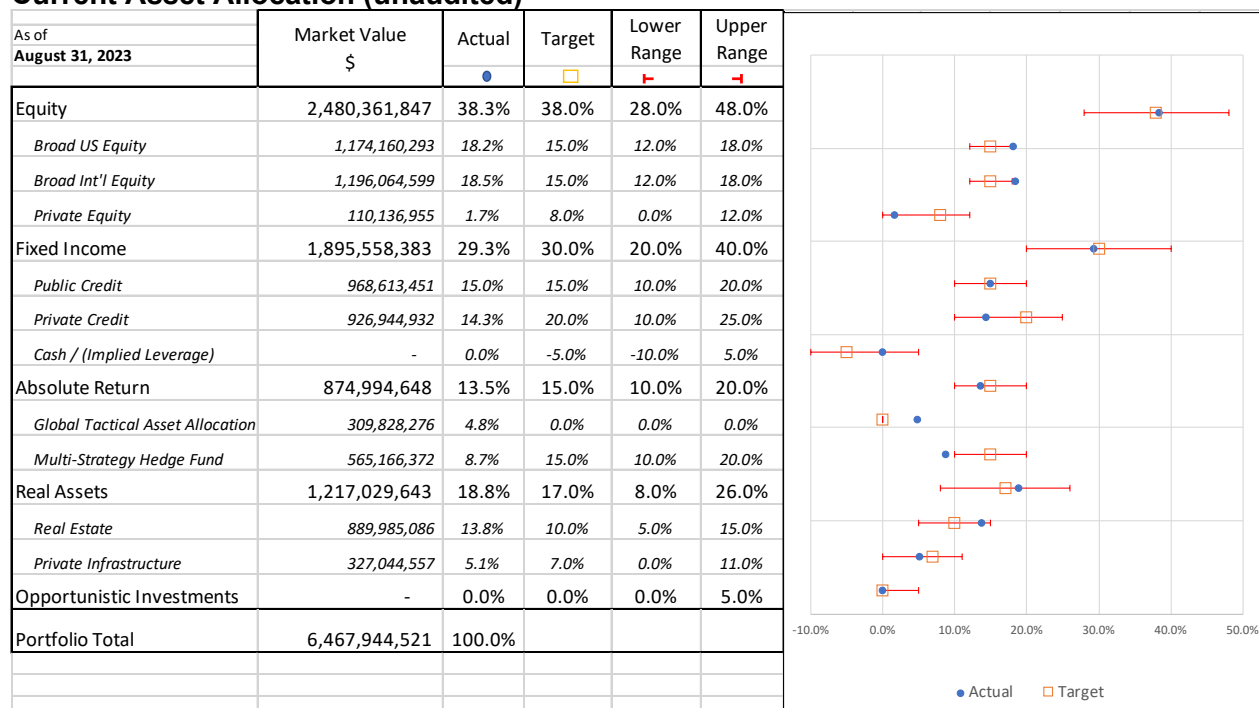 Current Asset Allocation (unaudited)
As of
August 31, 2023
Market Value
$
Actual
Target
Lower
Range
Upper
Range
Equity 2,480,361,847 38.3% 38.0% 28.0% 48.0%
Broad US Equity 1,174,160,293 18.2% 15.0% 12.0% 18.0%
Broad Int'l Equity 1,196,064,599 18.5% 15.0% 12.0% 18.0%
Private Equity 110,136,955 1.7% 8.0% 0.0% 12.0%
Fixed Income 1,895,558,383 29.3% 30.0% 20.0% 40.0%
Public Credit 968,613,451 15.0% 15.0% 10.0% 20.0%
Private Credit 926,944,932 14.3% 20.0% 10.0% 25.0%
Cash / (Implied Leverage) - 0.0% -5.0% -10.0% 5.0%
Absolute Return 874,994,648 13.5% 15.0% 10.0% 20.0%
Global Tactical Asset Allocation 309,828,276 4.8% 0.0% 0.0% 0.0%
Multi-Strategy Hedge Fund 565,166,372 8.7% 15.0% 10.0% 20.0%
Real Assets 1,217,029,643 18.8% 17.0% 8.0% 26.0%
Real Estate 889,985,086 13.8% 10.0% 5.0% 15.0%
Private Infrastructure 327,044,557 5.1% 7.0% 0.0% 11.0%
Opportunistic Investments - 0.0% 0.0% 0.0% 5.0%
Portfolio Total 6,467,944,521 100.0%
-10.0% 0.0% 10.0% 20.0% 30.0% 40.0% 50.0%
Actual Target